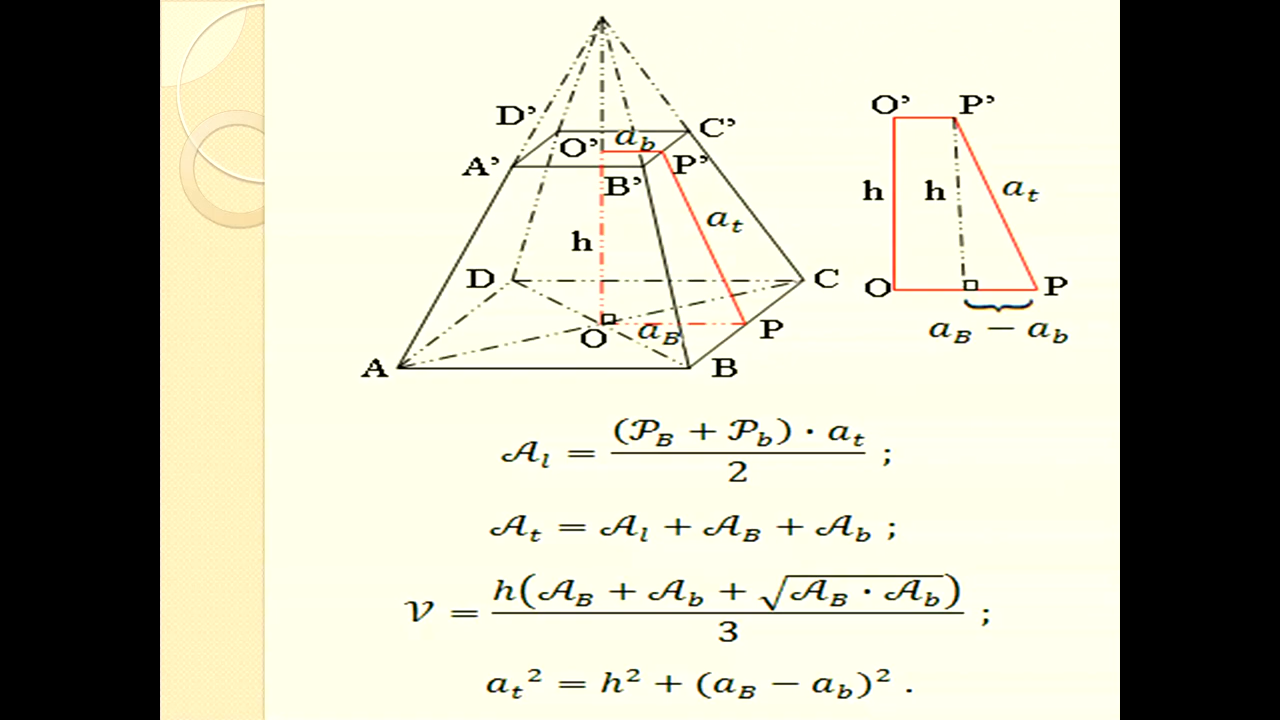 D' C' O' P'
O' a_b
A' P'
B'
h h a_t
a_t
h
D C O P
O a_B P
a_B − a_b
A B
𝒜_l = (𝒫_B + 𝒫_b) · a_t / 2 ;
𝒜_t = 𝒜_l + 𝒜_B + 𝒜_b ;
𝒱 = h(𝒜_B + 𝒜_b + √(𝒜_B · 𝒜_b)) / 3 ;
a_t² = h² + (a_B − a_b)² .